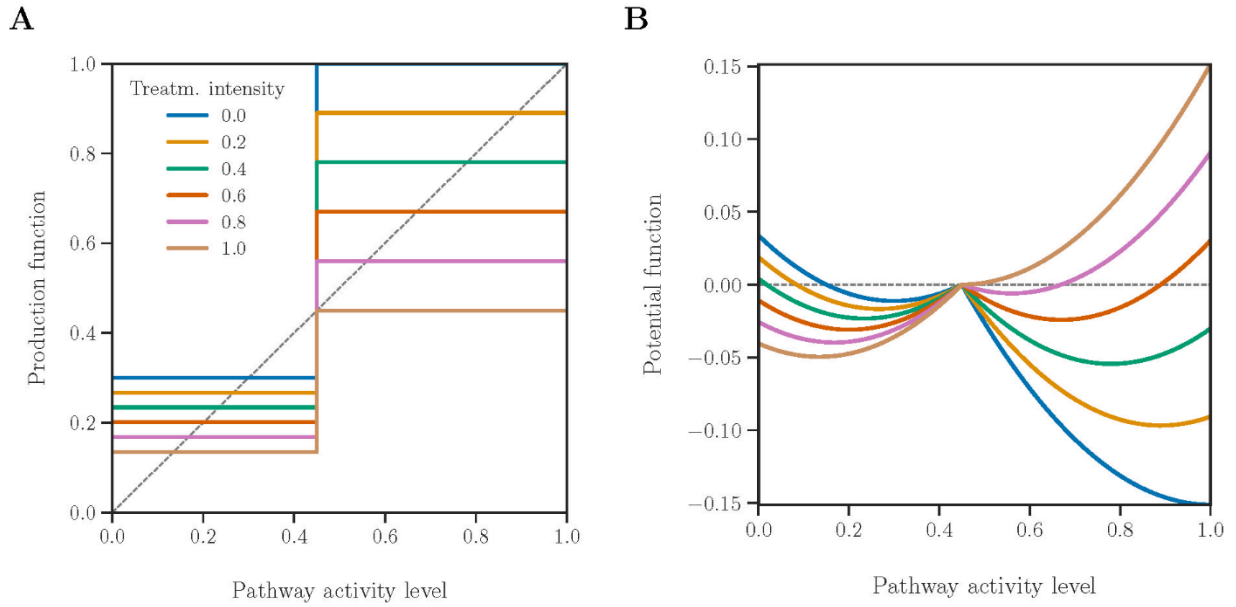 A
B
Production function
1.0
0.8
0.6
0.4
0.2
0.0
Treatm. intensity
0.0
0.2
0.4
0.6
0.8
1.0
0.0 0.2 0.4 0.6 0.8 1.0
Pathway activity level
Potential function
0.15
0.10
0.05
0.00
−0.05
−0.10
−0.15
0.0 0.2 0.4 0.6 0.8 1.0
Pathway activity level